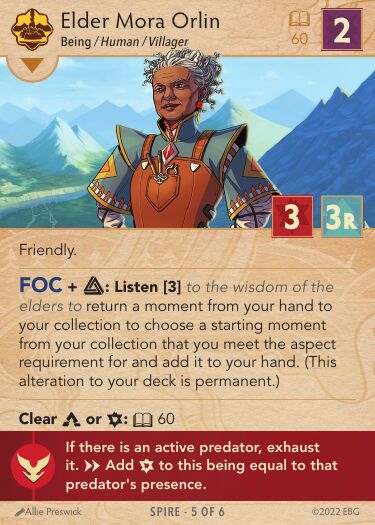 Elder Mora Orlin
Being / Human / Villager
60
2
3
3R
Friendly.
FOC + : Listen [3] to the wisdom of the
elders to return a moment from your hand to
your collection to choose a starting moment
from your collection that you meet the aspect
requirement for and add it to your hand. (This
alteration to your deck is permanent.)
Clear or : 60
If there is an active predator, exhaust
it. Add to this being equal to that
predator's presence.
Allie Preswick
SPIRE - 5 OF 6
©2022 EBG